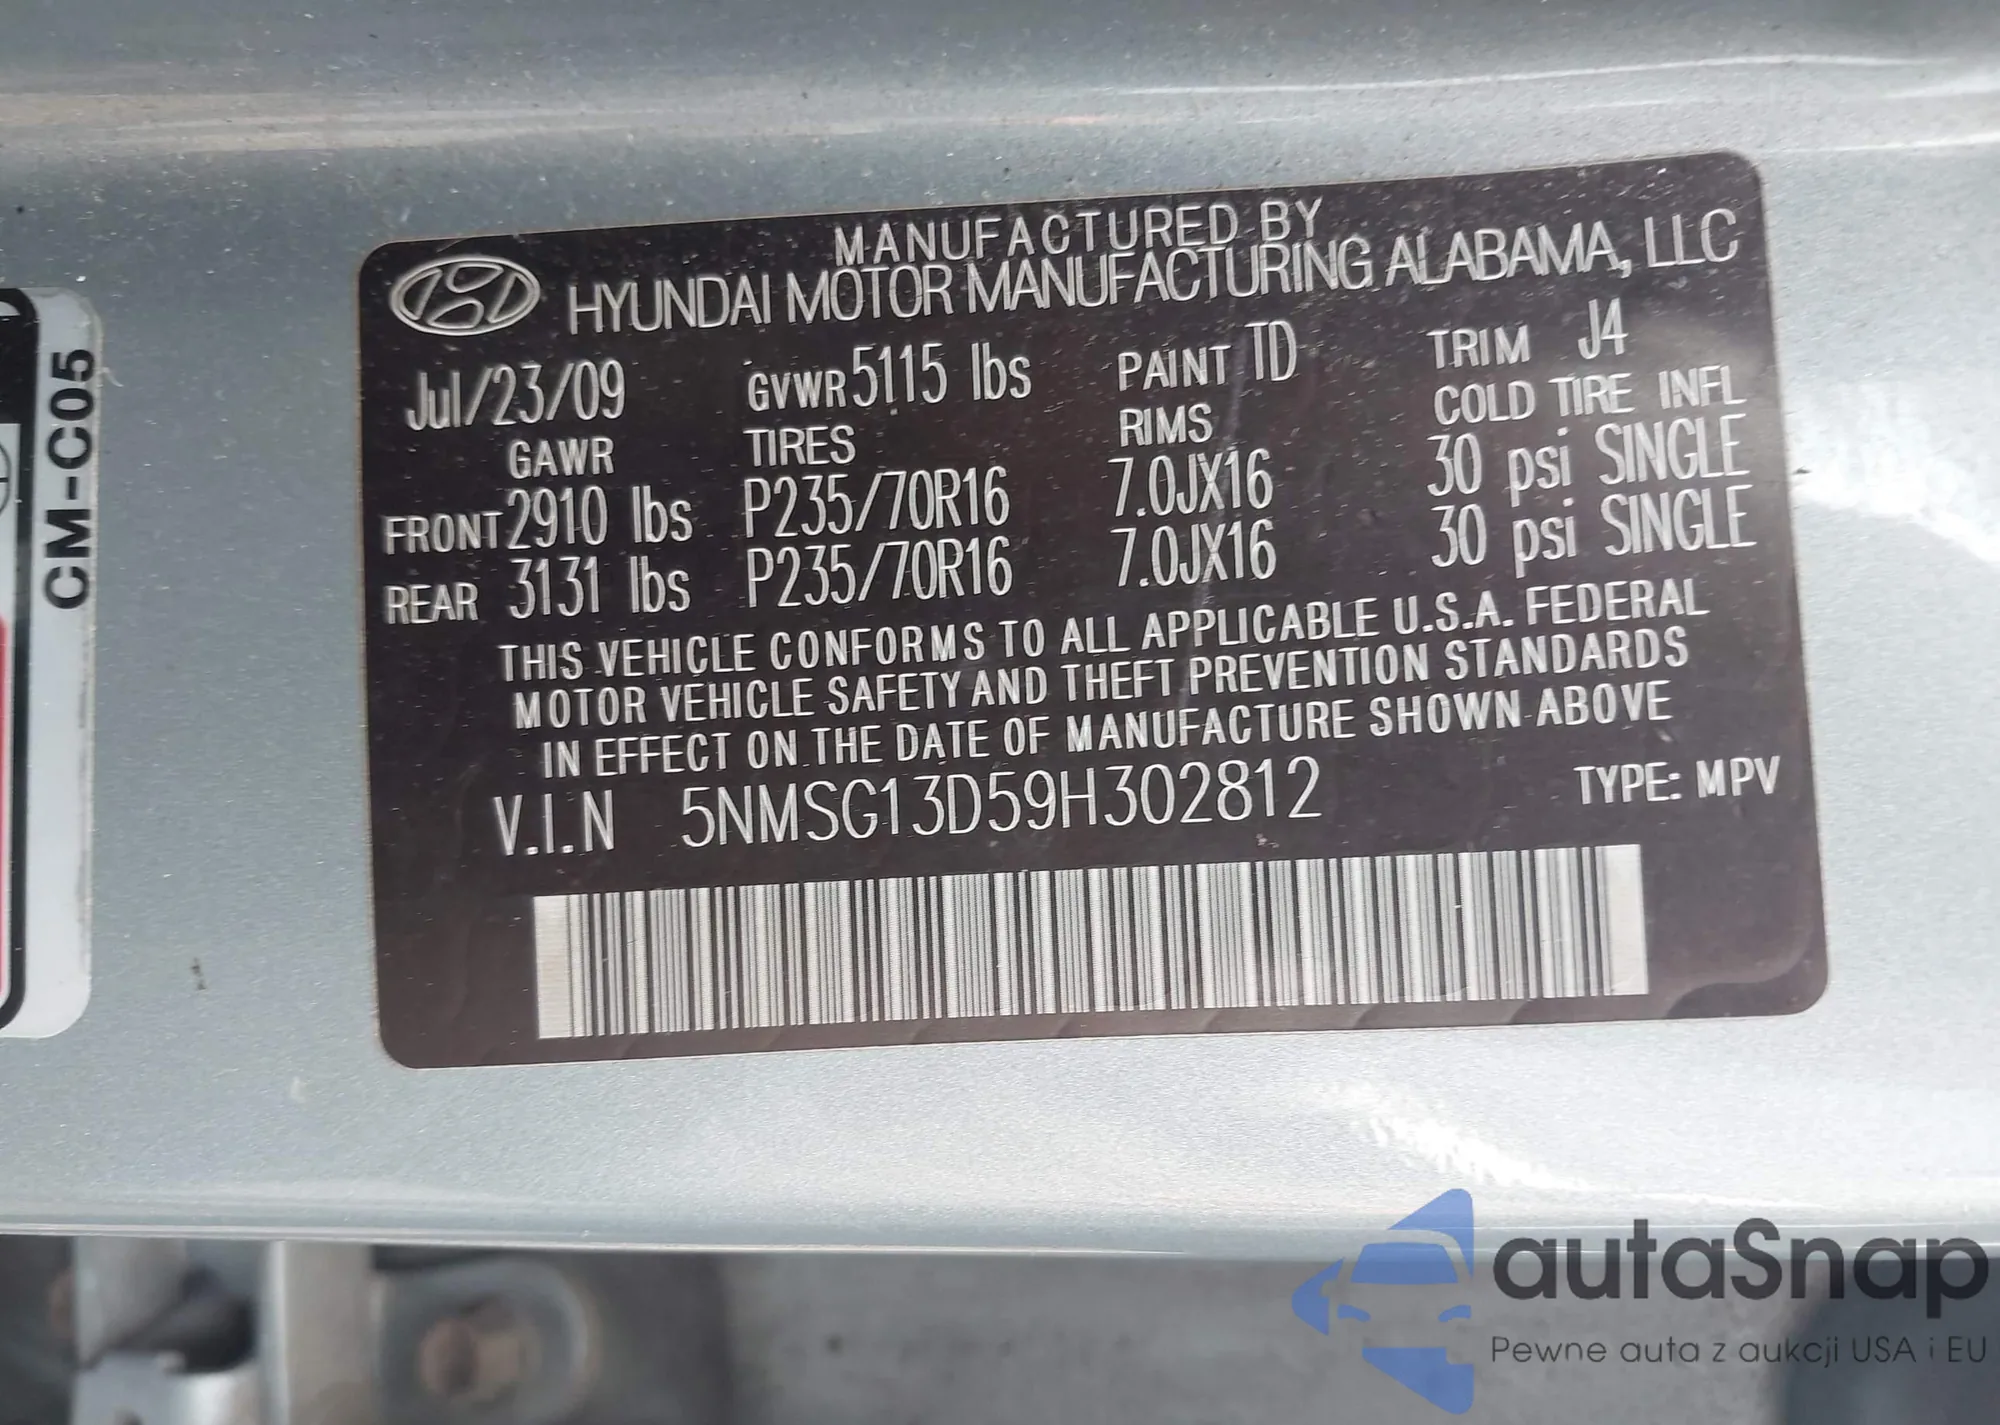 CM-C05
MANUFACTURED BY
HYUNDAI MOTOR MANUFACTURING ALABAMA, LLC
Jul/23/09 GVWR 5115 lbs PAINT TD TRIM J4
GAWR TIRES RIMS COLD TIRE INFL
FRONT 2910 lbs P235/70R16 7.0JX16 30 psi SINGLE
REAR 3131 lbs P235/70R16 7.0JX16 30 psi SINGLE
THIS VEHICLE CONFORMS TO ALL APPLICABLE U.S.A. FEDERAL
MOTOR VEHICLE SAFETY AND THEFT PREVENTION STANDARDS
IN EFFECT ON THE DATE OF MANUFACTURE SHOWN ABOVE
V.I.N 5NMSG13D59H302812 TYPE: MPV
autaSnap
Pewne auta z aukcji USA i EU